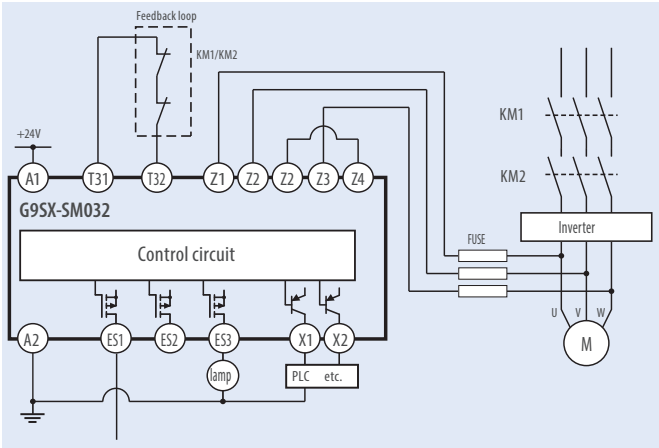 Feedback loop
KM1/KM2
+24V
A1 T31 T32 Z1 Z2 Z2 Z3 Z4
G9SX-SM032
Control circuit
A2 ES1 ES2 ES3 X1 X2
lamp
PLC etc.
KM1
KM2
Inverter
FUSE
U V W
M